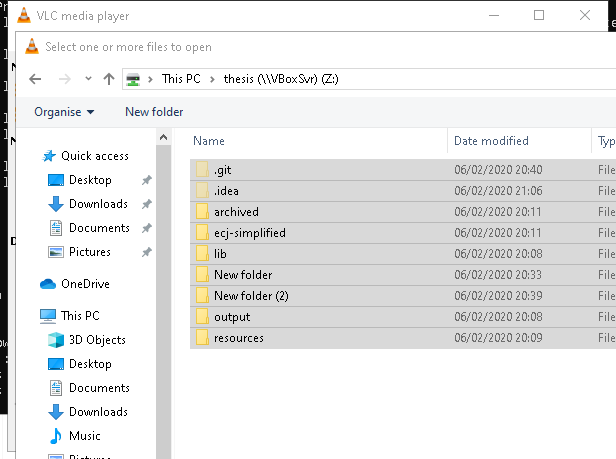 VLC media player
Select one or more files to open
This PC > thesis (\\VBoxSvr) (Z:)
Organise New folder
Name Date modified
Quick access
Desktop
Downloads
Documents
Pictures
OneDrive
This PC
3D Objects
Desktop
Documents
Downloads
Music
.git 06/02/2020 20:40 File
.idea 06/02/2020 21:06 File
archived 06/02/2020 20:11 File
ecj-simplified 06/02/2020 20:11 File
lib 06/02/2020 20:08 File
New folder 06/02/2020 20:33 File
New folder (2) 06/02/2020 20:39 File
output 06/02/2020 20:08 File
resources 06/02/2020 20:09 File